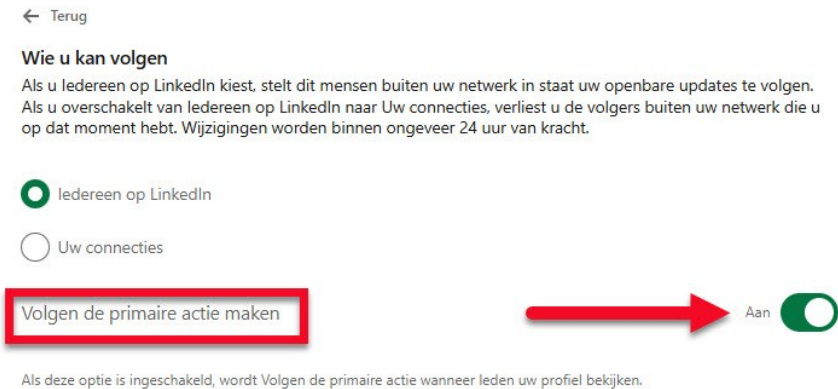 ← Terug
Wie u kan volgen
Als u Iedereen op LinkedIn kiest, stelt dit mensen buiten uw netwerk in staat uw openbare updates te volgen.
Als u overschakelt van Iedereen op LinkedIn naar Uw connecties, verliest u de volgers buiten uw netwerk die u
op dat moment hebt. Wijzigingen worden binnen ongeveer 24 uur van kracht.
Iedereen op LinkedIn
Uw connecties
Volgen de primaire actie maken Aan
Als deze optie is ingeschakeld, wordt Volgen de primaire actie wanneer leden uw profiel bekijken.